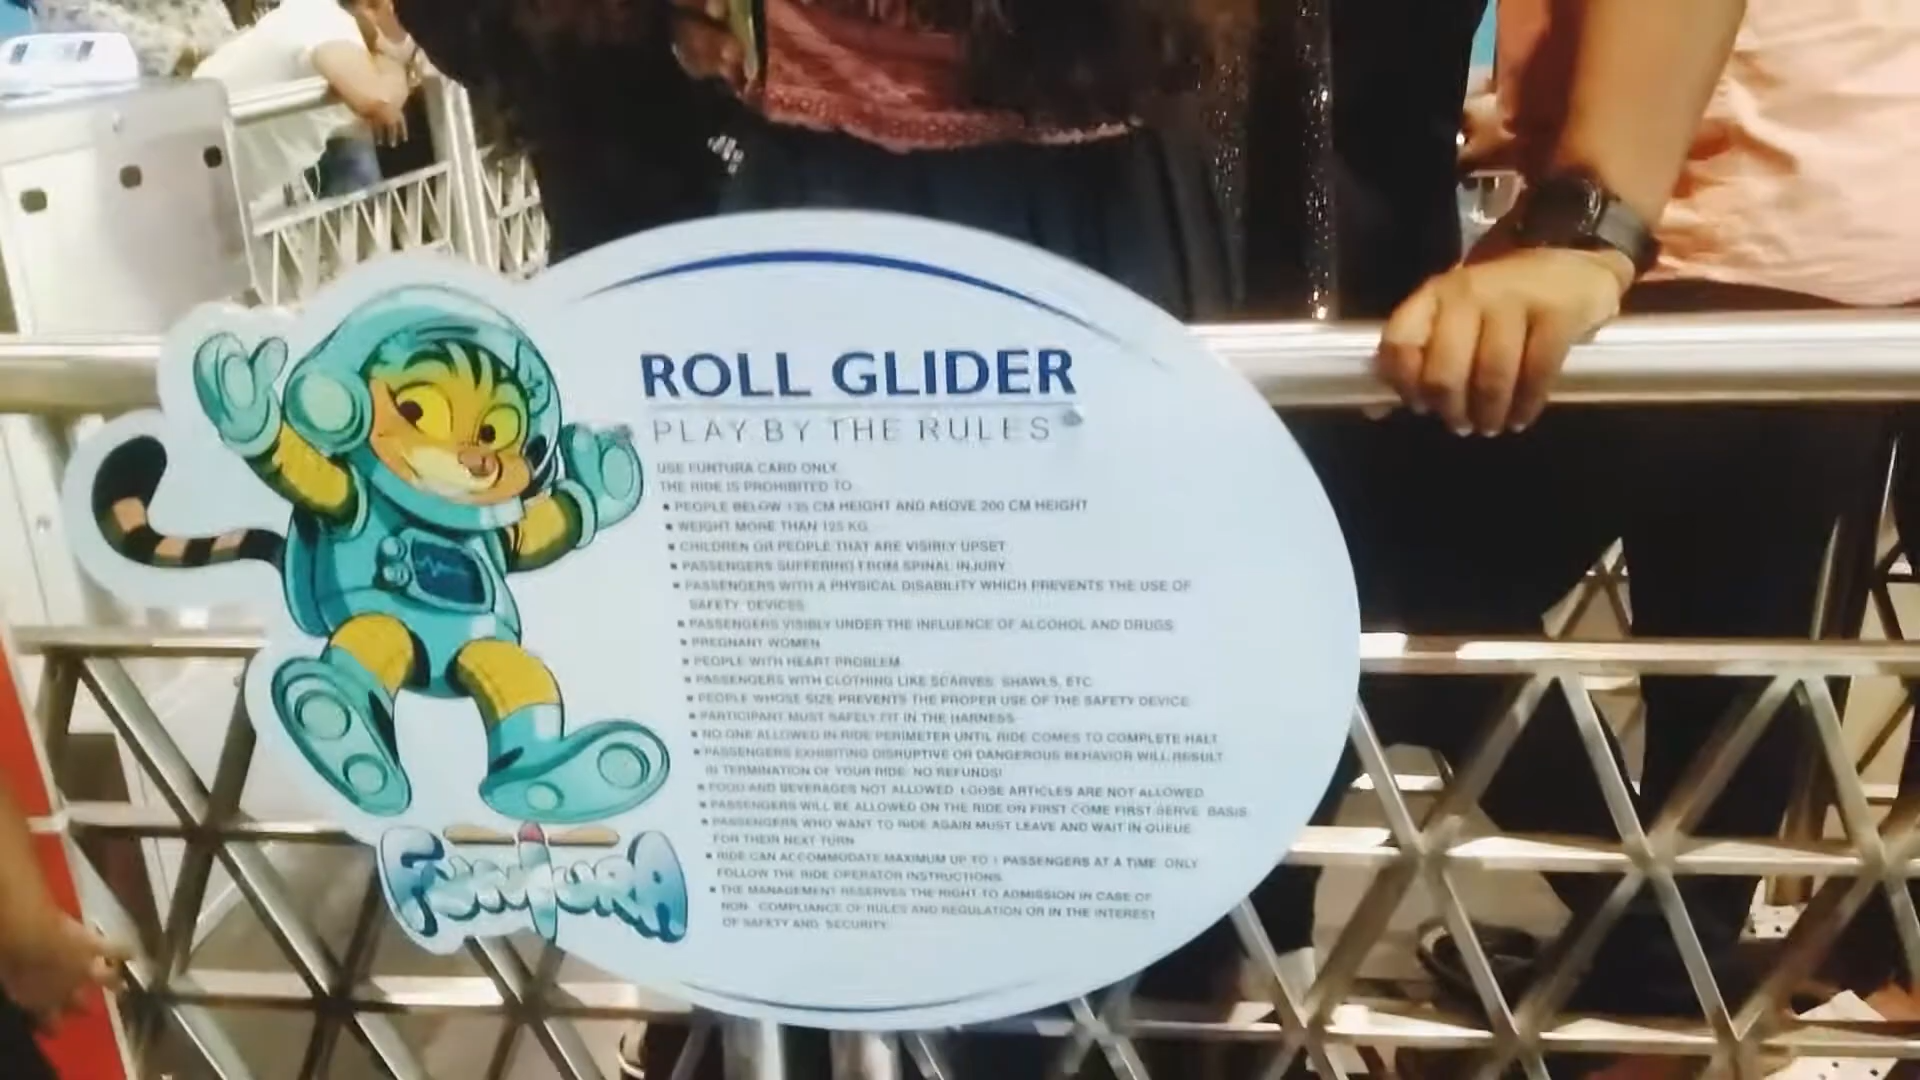 ROLL GLIDER
PLAY BY THE RULES
USE FUNTURA CARD ONLY.
THE RIDE IS PROHIBITED TO
▪ PEOPLE BELOW 135 CM HEIGHT AND ABOVE 200 CM HEIGHT
▪ WEIGHT MORE THAN 125 KG.
▪ CHILDREN OR PEOPLE THAT ARE VISIBLY UPSET
▪ PASSENGERS SUFFERING FROM SPINAL INJURY
▪ PASSENGERS WITH A PHYSICAL DISABILITY WHICH PREVENTS THE USE OF
SAFETY DEVICES
▪ PASSENGERS VISIBLY UNDER THE INFLUENCE OF ALCOHOL AND DRUGS
▪ PREGNANT WOMEN
▪ PEOPLE WITH HEART PROBLEM
▪ PASSENGERS WITH CLOTHING LIKE SCARVES, SHAWLS, ETC.
▪ PEOPLE WHOSE SIZE PREVENTS THE PROPER USE OF THE SAFETY DEVICE
▪ PARTICIPANT MUST SAFELY FIT IN THE HARNESS
▪ NO ONE ALLOWED IN RIDE PERIMETER UNTIL RIDE COMES TO COMPLETE HALT
▪ PASSENGERS EXHIBITING DISRUPTIVE OR DANGEROUS BEHAVIOR WILL RESULT
IN TERMINATION OF YOUR RIDE. NO REFUNDS!
▪ FOOD AND BEVERAGES NOT ALLOWED. LOOSE ARTICLES ARE NOT ALLOWED
▪ PASSENGERS WILL BE ALLOWED ON THE RIDE ON FIRST COME FIRST SERVE BASIS.
▪ PASSENGERS WHO WANT TO RIDE AGAIN MUST LEAVE AND WAIT IN QUEUE
FOR THEIR NEXT TURN
▪ RIDE CAN ACCOMMODATE MAXIMUM UP TO 1 PASSENGERS AT A TIME ONLY
FOLLOW THE RIDE OPERATOR INSTRUCTIONS.
▪ THE MANAGEMENT RESERVES THE RIGHT TO ADMISSION IN CASE OF
NON- COMPLIANCE OF RULES AND REGULATION OR IN THE INTEREST
OF SAFETY AND SECURITY.
FUNTURA